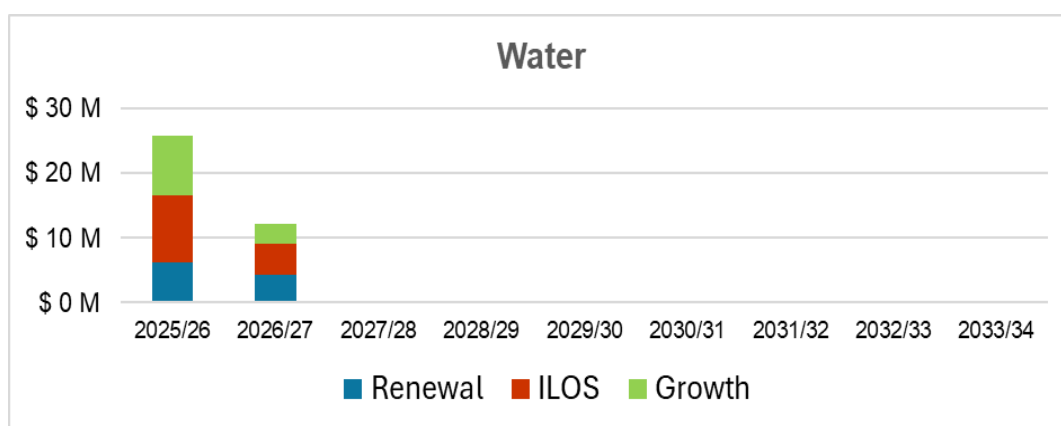 Water
$ 30 M
$ 20 M
$ 10 M
$ 0 M
2025/26 2026/27 2027/28 2028/29 2029/30 2030/31 2031/32 2032/33 2033/34
Renewal ILOS Growth